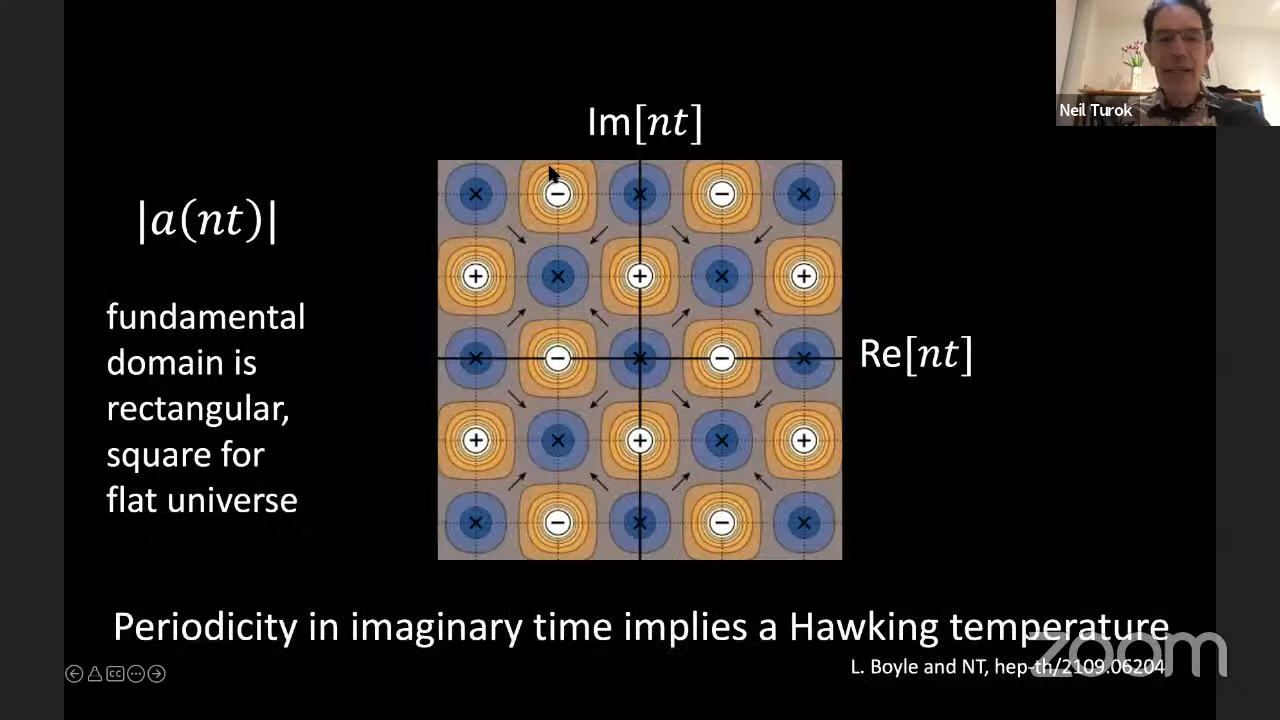 Neil Turok
Im[nt]
|a(nt)|
fundamental
domain is
rectangular,
square for
flat universe
× − × − ×
+ × + × +
× − × − ×
+ × + × +
× − × − ×
Re[nt]
Periodicity in imaginary time implies a Hawking temperature
L. Boyle and NT, hep-th/2109.06204
zoom
CC